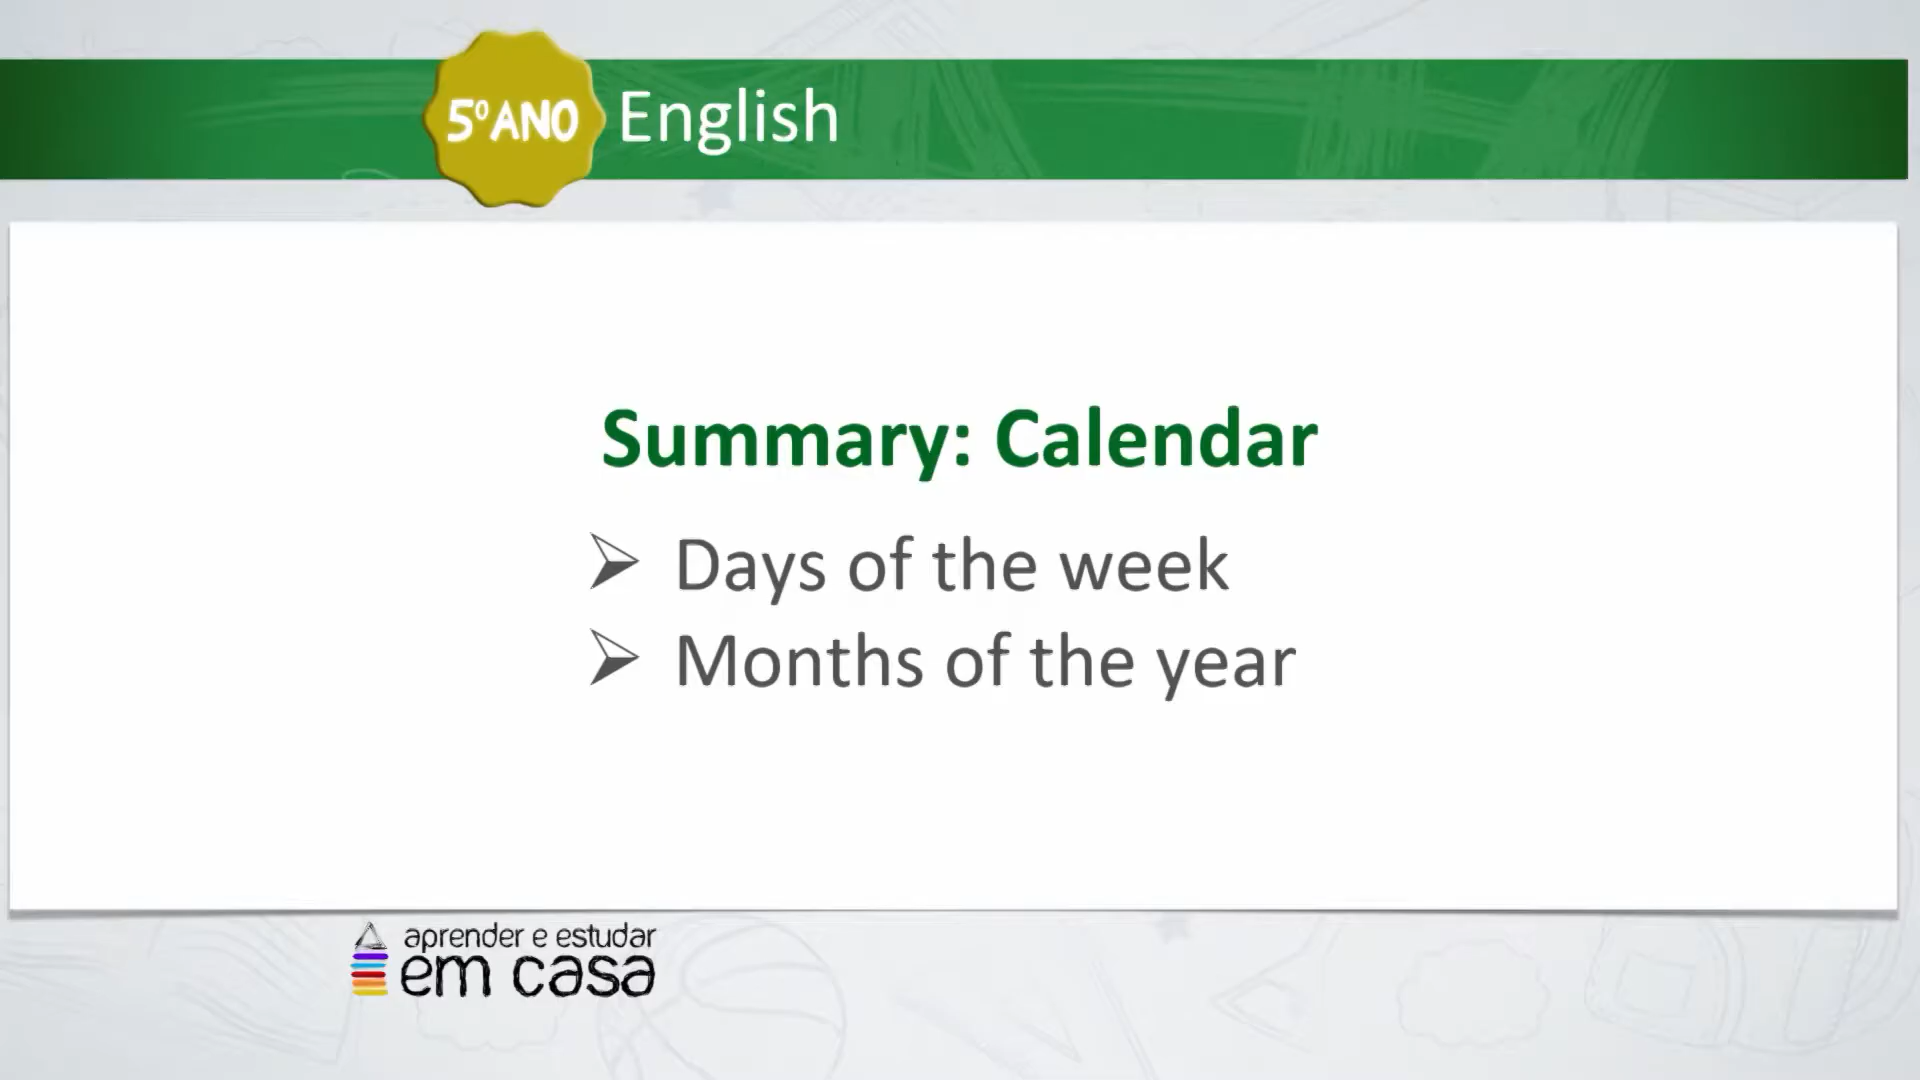 5ºANO English
Summary: Calendar
Days of the week
Months of the year
aprender e estudar
em casa